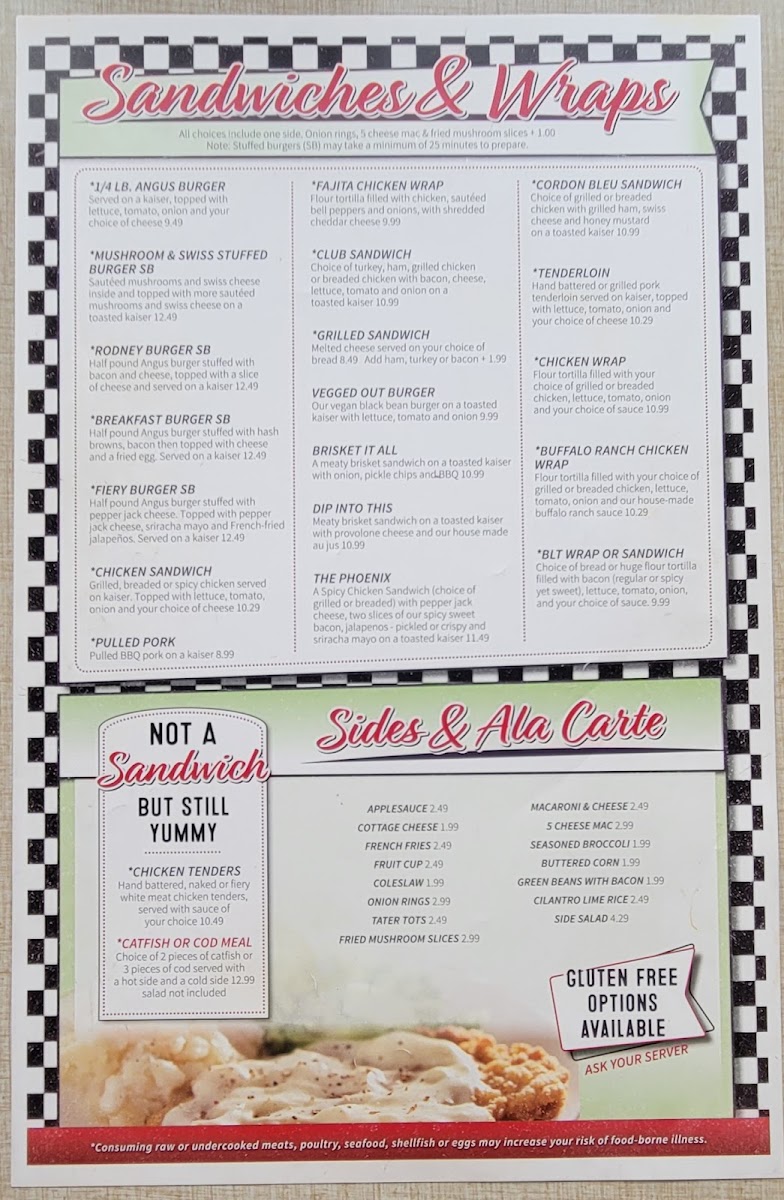 Sandwiches & Wraps
All choices include one side. Onion rings, 5 cheese mac & fried mushroom slices + 1.00
Note: Stuffed burgers (SB) may take a minimum of 25 minutes to prepare.
*1/4 LB. ANGUS BURGER
Served on a kaiser, topped with
lettuce, tomato, onion and your
choice of cheese 9.49
*MUSHROOM & SWISS STUFFED
BURGER SB
Sautéed mushrooms and swiss cheese
inside and topped with more sautéed
mushrooms and swiss cheese on a
toasted kaiser 12.49
*RODNEY BURGER SB
Half pound Angus burger stuffed with
bacon and cheese, topped with a slice
of cheese and served on a kaiser 12.49
*BREAKFAST BURGER SB
Half pound Angus burger stuffed with hash
browns, bacon then topped with cheese
and a fried egg. Served on a kaiser 12.49
*FIERY BURGER SB
Half pound Angus burger stuffed with
pepper jack cheese. Topped with pepper
jack cheese, sriracha mayo and French-fried
jalapeños. Served on a kaiser 12.49
*CHICKEN SANDWICH
Grilled, breaded or spicy chicken served
on kaiser. Topped with lettuce, tomato,
onion and your choice of cheese 10.29
*PULLED PORK
Pulled BBQ pork on a kaiser 8.99
*FAJITA CHICKEN WRAP
Flour tortilla filled with chicken, sautéed
bell peppers and onions, with shredded
cheddar cheese 9.99
*CLUB SANDWICH
Choice of turkey, ham, grilled chicken
or breaded chicken with bacon, cheese,
lettuce, tomato and onion on a
toasted kaiser 10.99
*GRILLED SANDWICH
Melted cheese served on your choice of
bread 8.49 Add ham, turkey or bacon + 1.99
VEGGED OUT BURGER
Our vegan black bean burger on a toasted
kaiser with lettuce, tomato and onion 9.99
BRISKET IT ALL
A meaty brisket sandwich on a toasted kaiser
with onion, pickle chips and BBQ 10.99
DIP INTO THIS
Meaty brisket sandwich on a toasted kaiser
with provolone cheese and our house made
au jus 10.99
THE PHOENIX
A Spicy Chicken Sandwich (choice of
grilled or breaded) with pepper jack
cheese, two slices of our spicy sweet
bacon, jalapenos - pickled or crispy and
sriracha mayo on a toasted kaiser 11.49
*CORDON BLEU SANDWICH
Choice of grilled or breaded
chicken with grilled ham, swiss
cheese and honey mustard
on a toasted kaiser 10.99
*TENDERLOIN
Hand battered or grilled pork
tenderloin served on kaiser, topped
with lettuce, tomato, onion and
your choice of cheese 10.29
*CHICKEN WRAP
Flour tortilla filled with your
choice of grilled or breaded
chicken, lettuce, tomato, onion
and your choice of sauce 10.99
*BUFFALO RANCH CHICKEN
WRAP
Flour tortilla filled with your choice of
grilled or breaded chicken, lettuce,
tomato, onion and our house-made
buffalo ranch sauce 10.29
*BLT WRAP OR SANDWICH
Choice of bread or huge flour tortilla
filled with bacon (regular or spicy
yet sweet), lettuce, tomato, onion,
and your choice of sauce. 9.99
NOT A
Sandwich
BUT STILL
YUMMY
*CHICKEN TENDERS
Hand battered, naked or fiery
white meat chicken tenders,
served with sauce of
your choice 10.49
*CATFISH OR COD MEAL
Choice of 2 pieces of catfish or
3 pieces of cod served with
a hot side and a cold side 12.99
salad not included
Sides & Ala Carte
APPLESAUCE 2.49
COTTAGE CHEESE 1.99
FRENCH FRIES 2.49
FRUIT CUP 2.49
COLESLAW 1.99
ONION RINGS 2.99
TATER TOTS 2.49
FRIED MUSHROOM SLICES 2.99
MACARONI & CHEESE 2.49
5 CHEESE MAC 2.99
SEASONED BROCCOLI 1.99
BUTTERED CORN 1.99
GREEN BEANS WITH BACON 1.99
CILANTRO LIME RICE 2.49
SIDE SALAD 4.29
GLUTEN FREE
OPTIONS
AVAILABLE
ASK YOUR SERVER
*Consuming raw or undercooked meats, poultry, seafood, shellfish or eggs may increase your risk of food-borne illness.